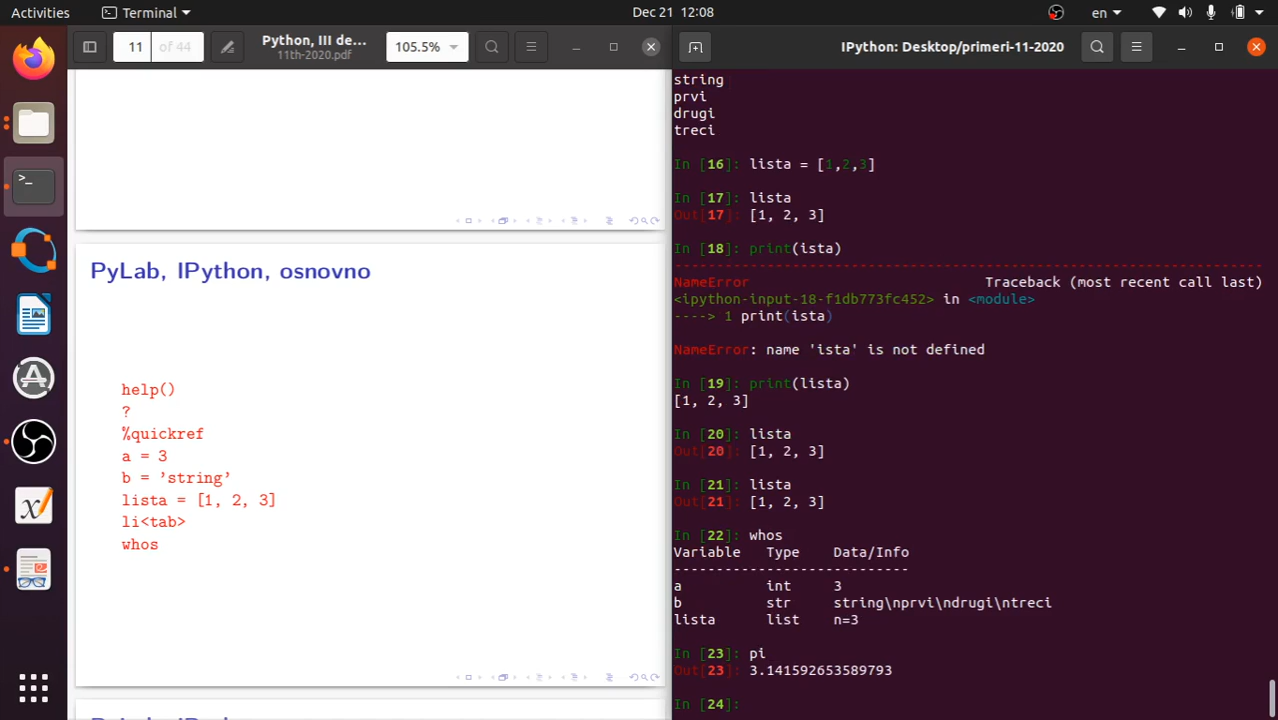 Activities
Terminal
Dec 21 12:08
en
11
of 44
Python, III de...
11th-2020.pdf
105.5%
IPython: Desktop/primeri-11-2020
PyLab, IPython, osnovno
help()
?
%quickref
a = 3
b = ’string’
lista = [1, 2, 3]
li<tab>
whos
string
prvi
drugi
treci
In [16]: lista = [1,2,3]
In [17]: lista
Out[17]: [1, 2, 3]
In [18]: print(ista)
---------------------------------------------------------------------------
NameError Traceback (most recent call last)
<ipython-input-18-f1db773fc452> in <module>
----> 1 print(ista)
NameError: name 'ista' is not defined
In [19]: print(lista)
[1, 2, 3]
In [20]: lista
Out[20]: [1, 2, 3]
In [21]: lista
Out[21]: [1, 2, 3]
In [22]: whos
Variable Type Data/Info
----------------------------
a int 3
b str string\nprvi\ndrugi\ntreci
lista list n=3
In [23]: pi
Out[23]: 3.141592653589793
In [24]: